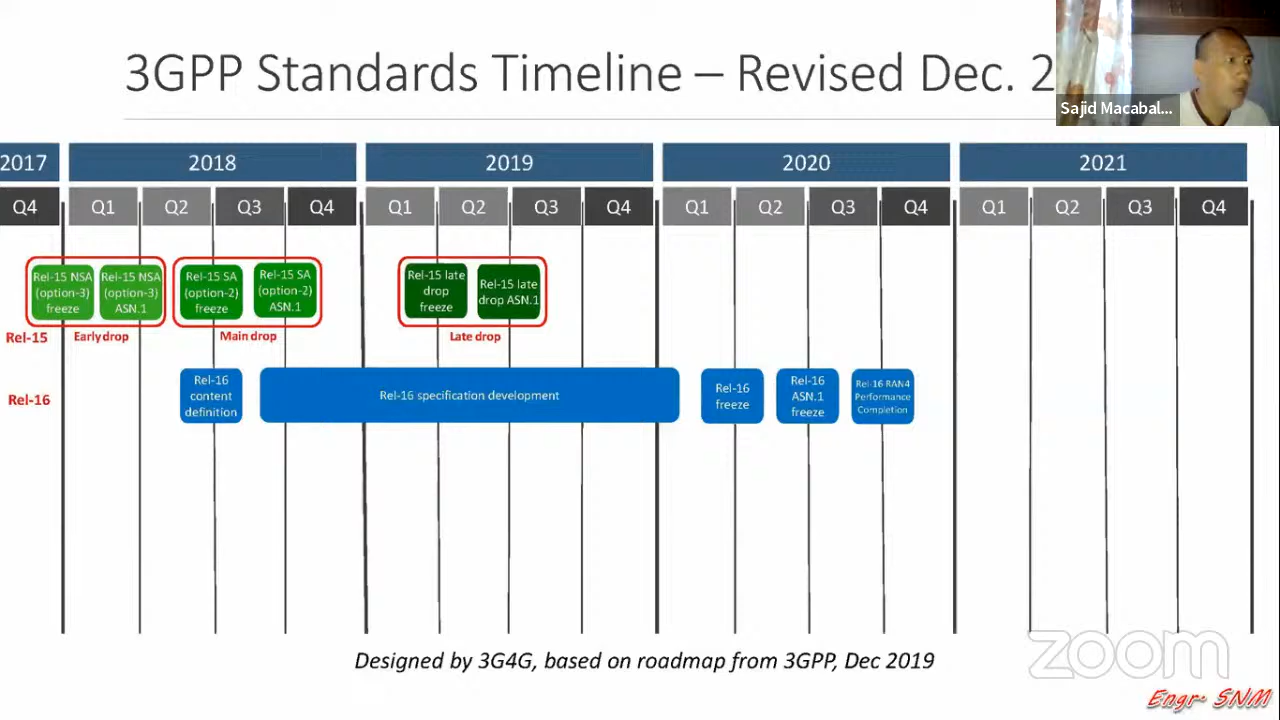 3GPP Standards Timeline – Revised Dec. 2
Sajid Macabal...
2017 2018 2019 2020 2021
Q4 Q1 Q2 Q3 Q4 Q1 Q2 Q3 Q4 Q1 Q2 Q3 Q4 Q1 Q2 Q3 Q4
Rel-15 NSA
(option-3)
freeze
Rel-15 NSA
(option-3)
ASN.1
Rel-15 SA
(option-2)
freeze
Rel-15 SA
(option-2)
ASN.1
Rel-15 late
drop
freeze
Rel-15 late
drop ASN.1
Rel-15
Early drop
Main drop
Late drop
Rel-16
Rel-16
content
definition
Rel-16 specification development
Rel-16
freeze
Rel-16
ASN.1
freeze
Rel-16 RAN4
Performance
Completion
Designed by 3G4G, based on roadmap from 3GPP, Dec 2019
zoom
Engr. SNM